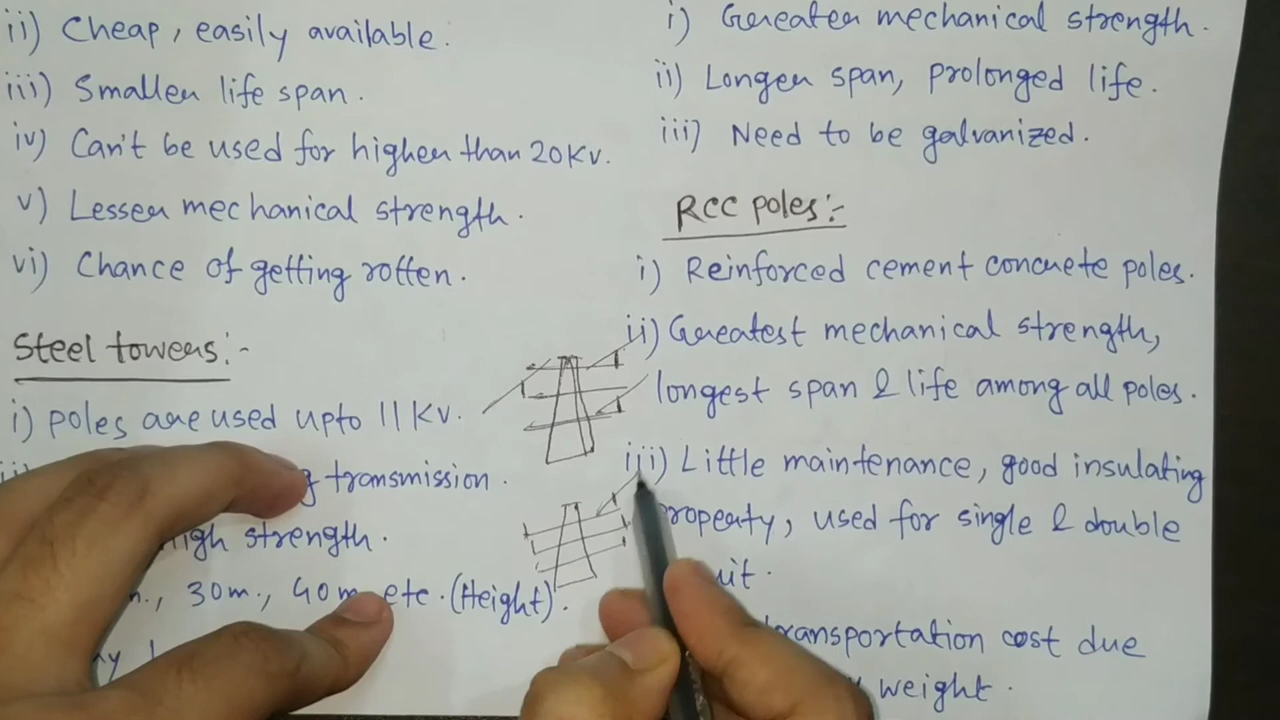 ii) Cheap, easily available.
iii) Smaller life span.
iv) Can't be used for higher than 20KV.
v) Lesser mechanical strength.
vi) Chance of getting rotten.
Steel towers:-
i) poles are used upto 11 KV.
transmission.
high strength.
30m., 40m etc. (Height).
i) Greater mechanical strength.
ii) Longer span, prolonged life.
iii) Need to be galvanized.
RCC poles:-
i) Reinforced cement concrete poles.
ii) Greatest mechanical strength,
longest span & life among all poles.
iii) Little maintenance, good insulating
property, used for single & double
transportation cost due
weight.